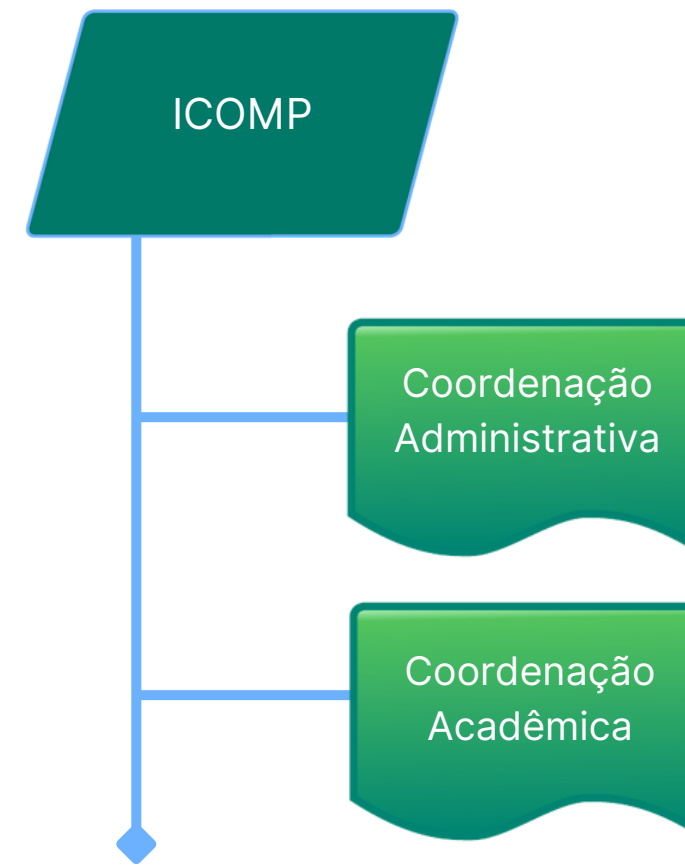 ICOMP
Coordenação
Administrativa
Coordenação
Acadêmica